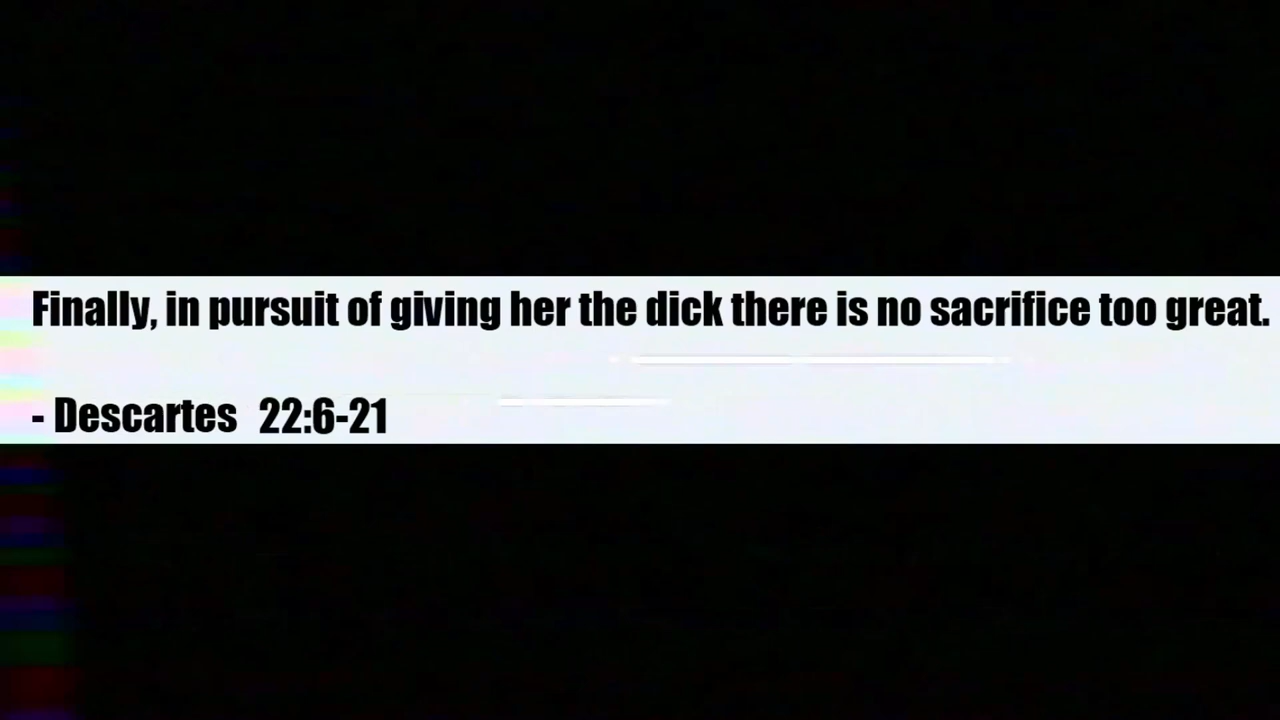 Finally, in pursuit of giving her the dick there is no sacrifice too great.
- Descartes 22:6-21